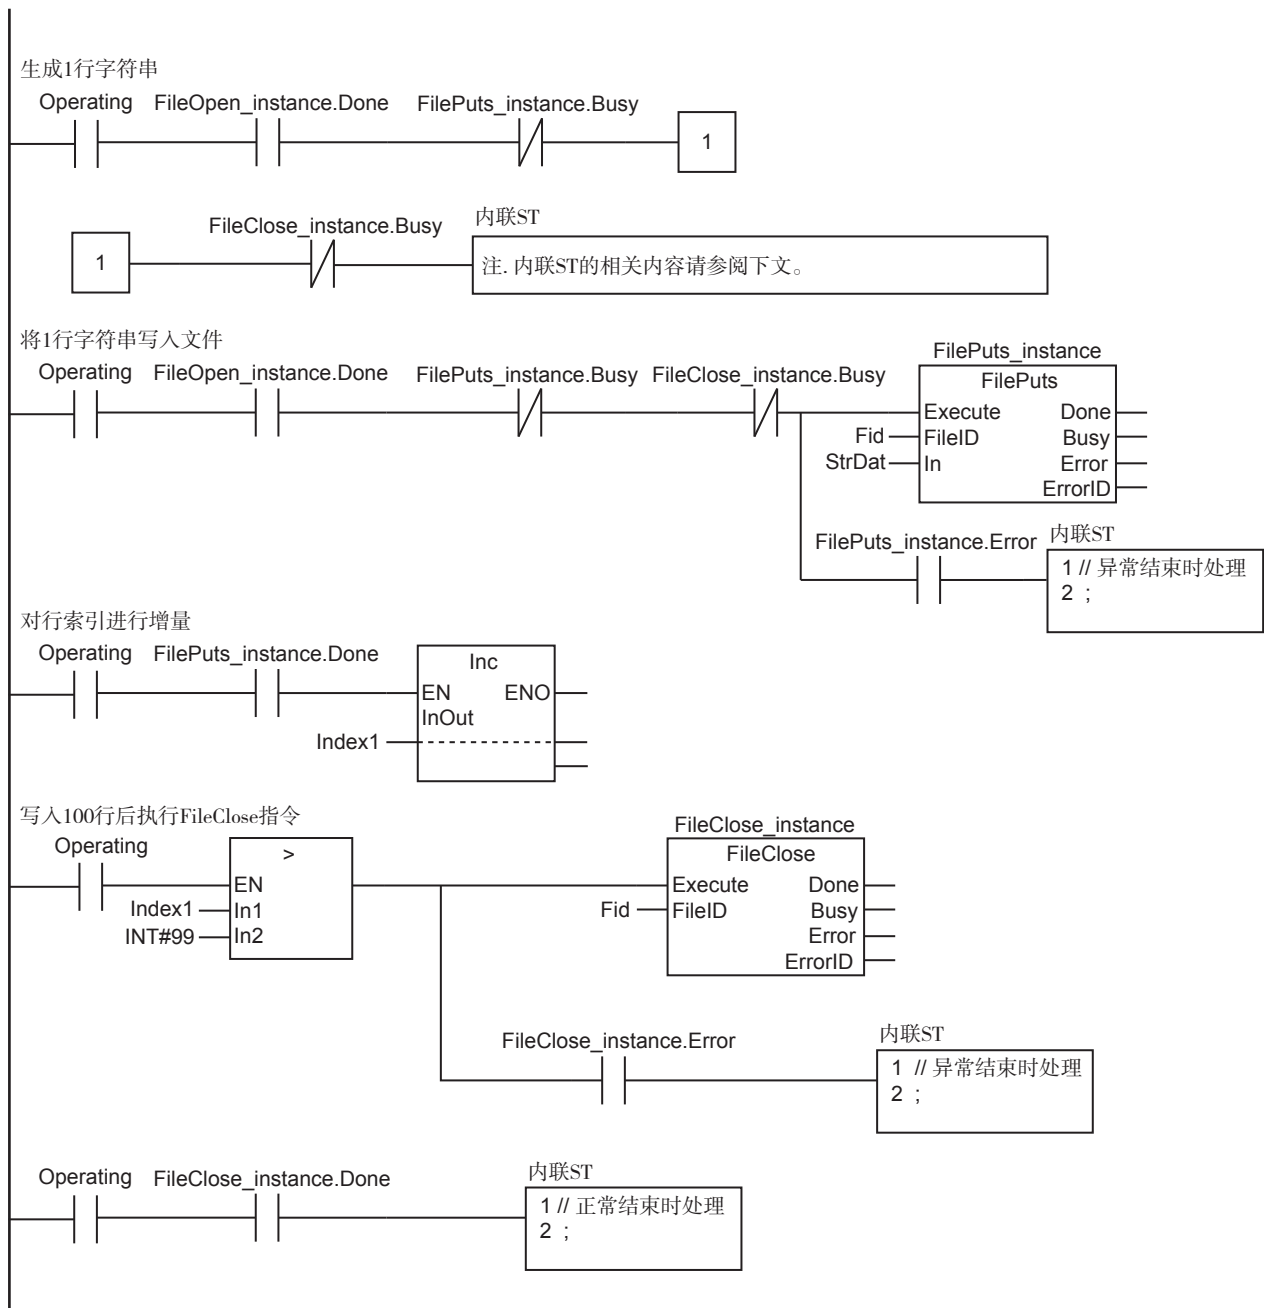 生成1行字符串
Operating FileOpen_instance.Done FilePuts_instance.Busy
1
FileClose_instance.Busy 内联ST
1
注. 内联ST的相关内容请参阅下文。
将1行字符串写入文件
FilePuts_instance
Operating FileOpen_instance.Done FilePuts_instance.Busy FileClose_instance.Busy
FilePuts
Execute Done
Fid FileID Busy
StrDat In Error
ErrorID
FilePuts_instance.Error 内联ST
1 // 异常结束时处理
2 ;
对行索引进行增量
Operating FilePuts_instance.Done
Inc
EN ENO
InOut
Index1
写入100行后执行FileClose指令
FileClose_instance
Operating
> FileClose
EN Execute Done
Index1 In1 Fid FileID Busy
INT#99 In2 Error
ErrorID
FileClose_instance.Error 内联ST
1 // 异常结束时处理
2 ;
Operating FileClose_instance.Done 内联ST
1 // 正常结束时处理
2 ;